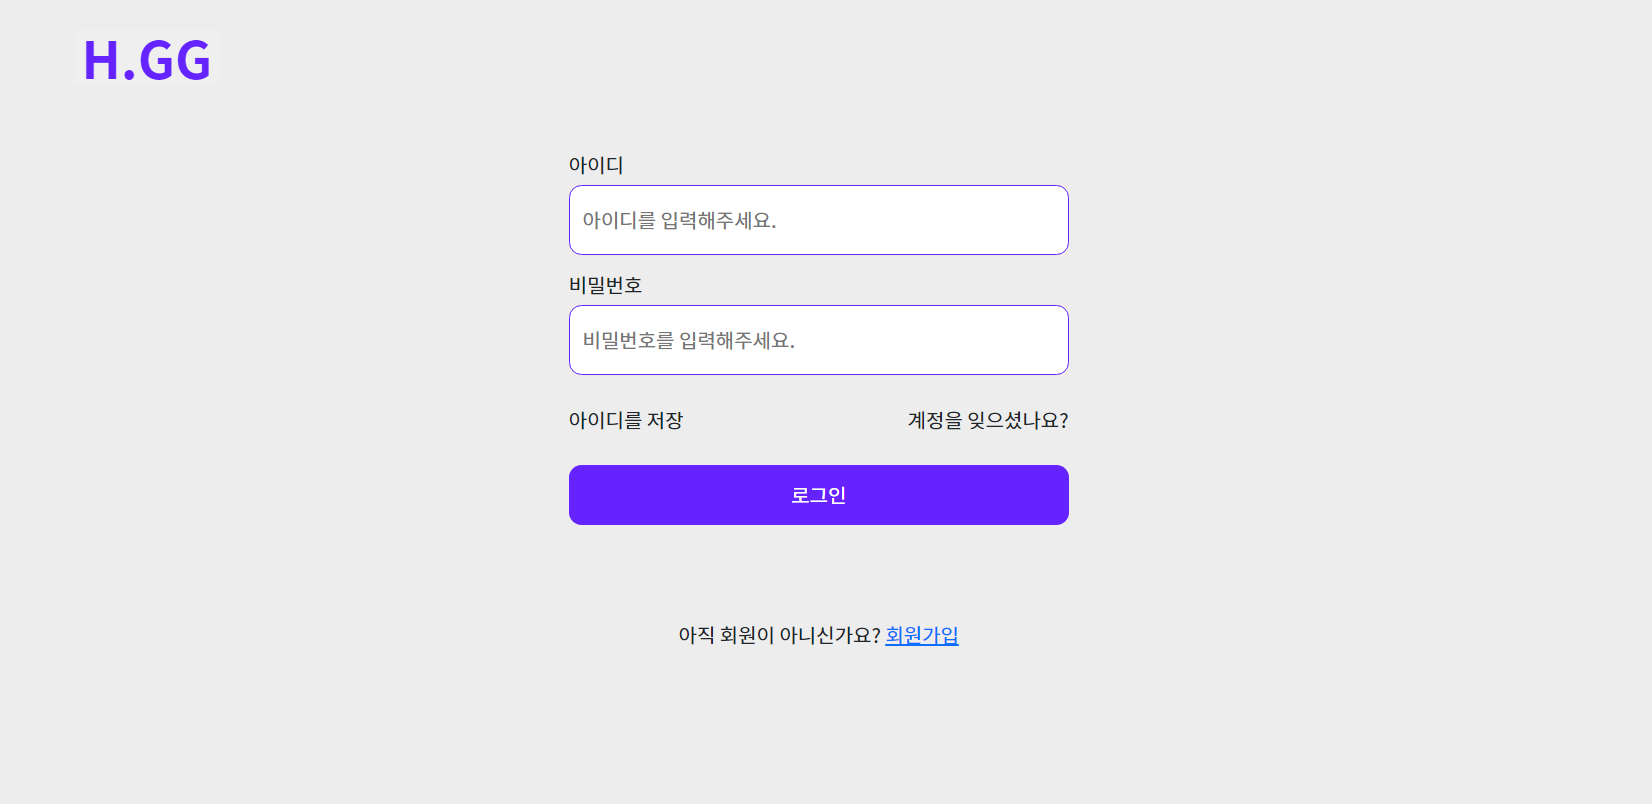 H.GG
아이디
아이디를 입력해주세요.
비밀번호
비밀번호를 입력해주세요.
아이디를 저장 계정을 잊으셨나요?
로그인
아직 회원이 아니신가요? 회원가입